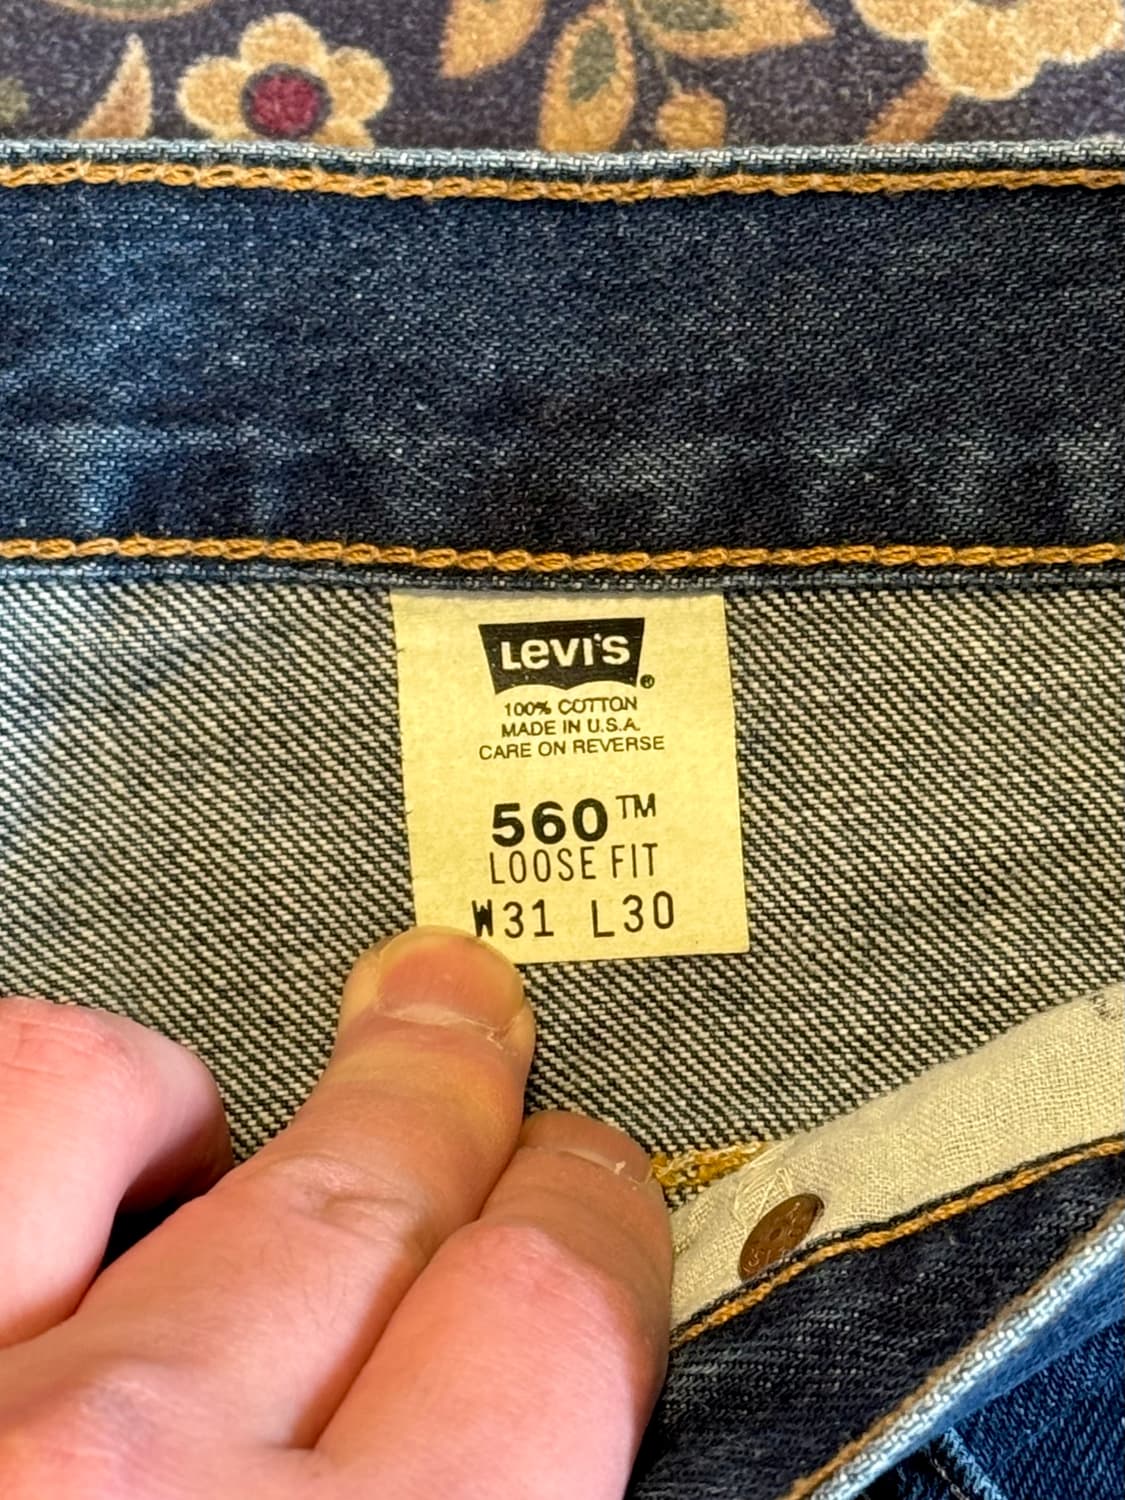 LEVI'S®
100% COTTON
MADE IN U.S.A.
CARE ON REVERSE
560™
LOOSE FIT
W31 L30